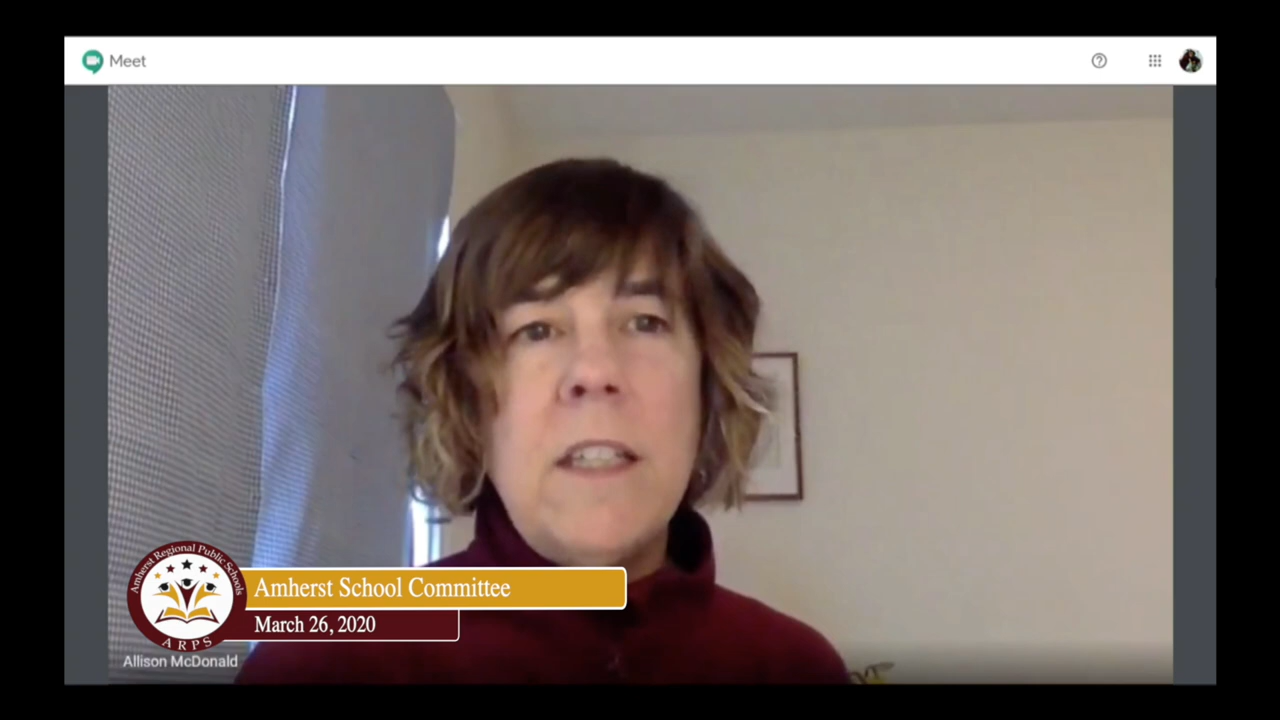 Meet
Amherst Regional Public Schools
Amherst School Committee
March 26, 2020
ARPS
Allison McDonald